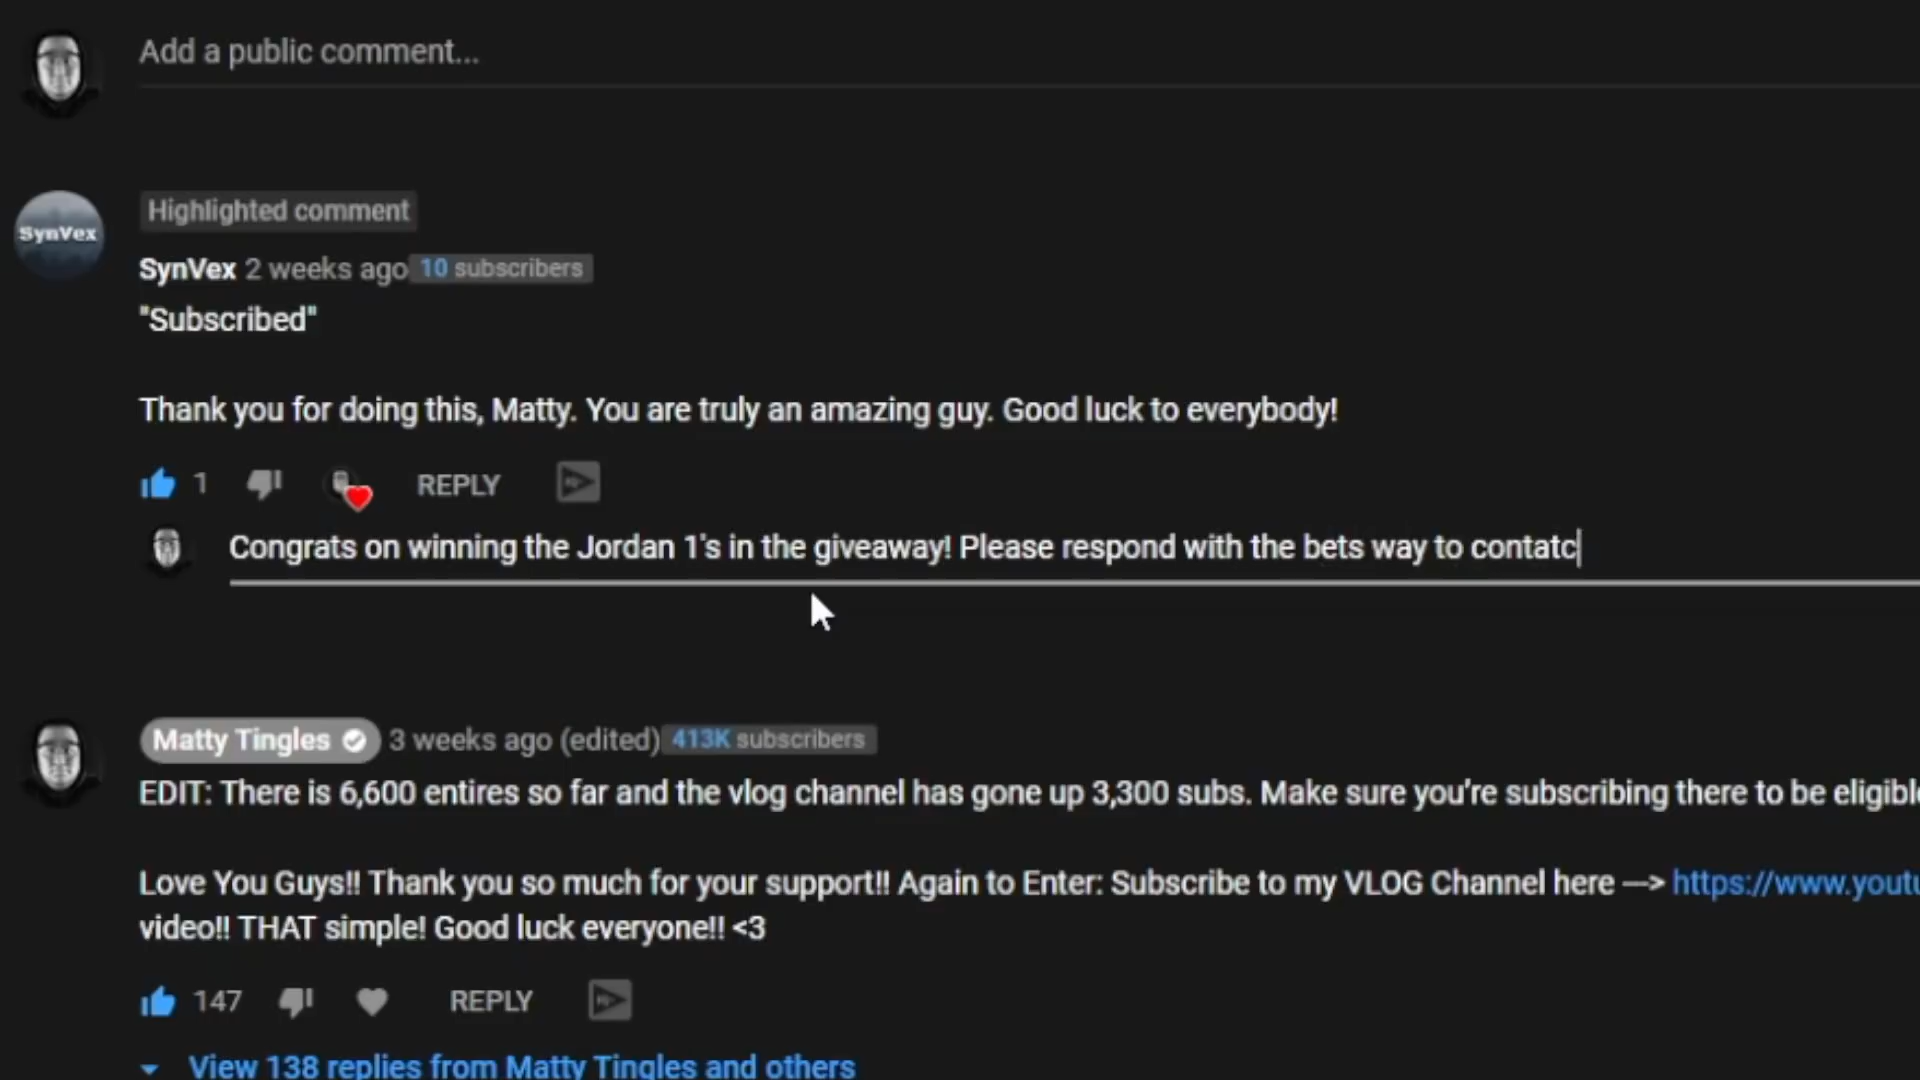 Add a public comment...
Highlighted comment
SynVex
SynVex 2 weeks ago 10 subscribers
"Subscribed"
Thank you for doing this, Matty. You are truly an amazing guy. Good luck to everybody!
1 REPLY
Congrats on winning the Jordan 1's in the giveaway! Please respond with the bets way to contatc
Matty Tingles 3 weeks ago (edited) 413K subscribers
EDIT: There is 6,600 entires so far and the vlog channel has gone up 3,300 subs. Make sure you're subscribing there to be eligible
Love You Guys!! Thank you so much for your support!! Again to Enter: Subscribe to my VLOG Channel here —> https://www.youtu
video!! THAT simple! Good luck everyone!! <3
147 REPLY
View 138 replies from Matty Tingles and others